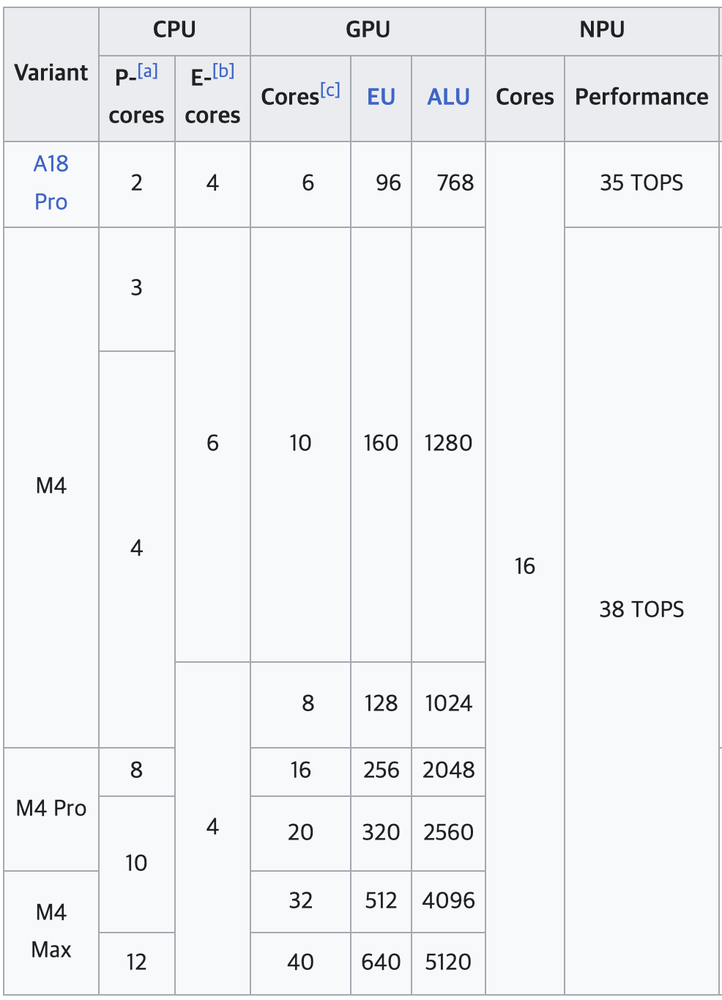 Variant CPU GPU NPU
P-[a] cores E-[b] cores Cores[c] EU ALU Cores Performance
A18 Pro 2 4 6 96 768 16 35 TOPS
M4 3 6 10 160 1280 38 TOPS
4
4 8 128 1024
M4 Pro 8 16 256 2048
10 20 320 2560
M4 Max 32 512 4096
12 40 640 5120